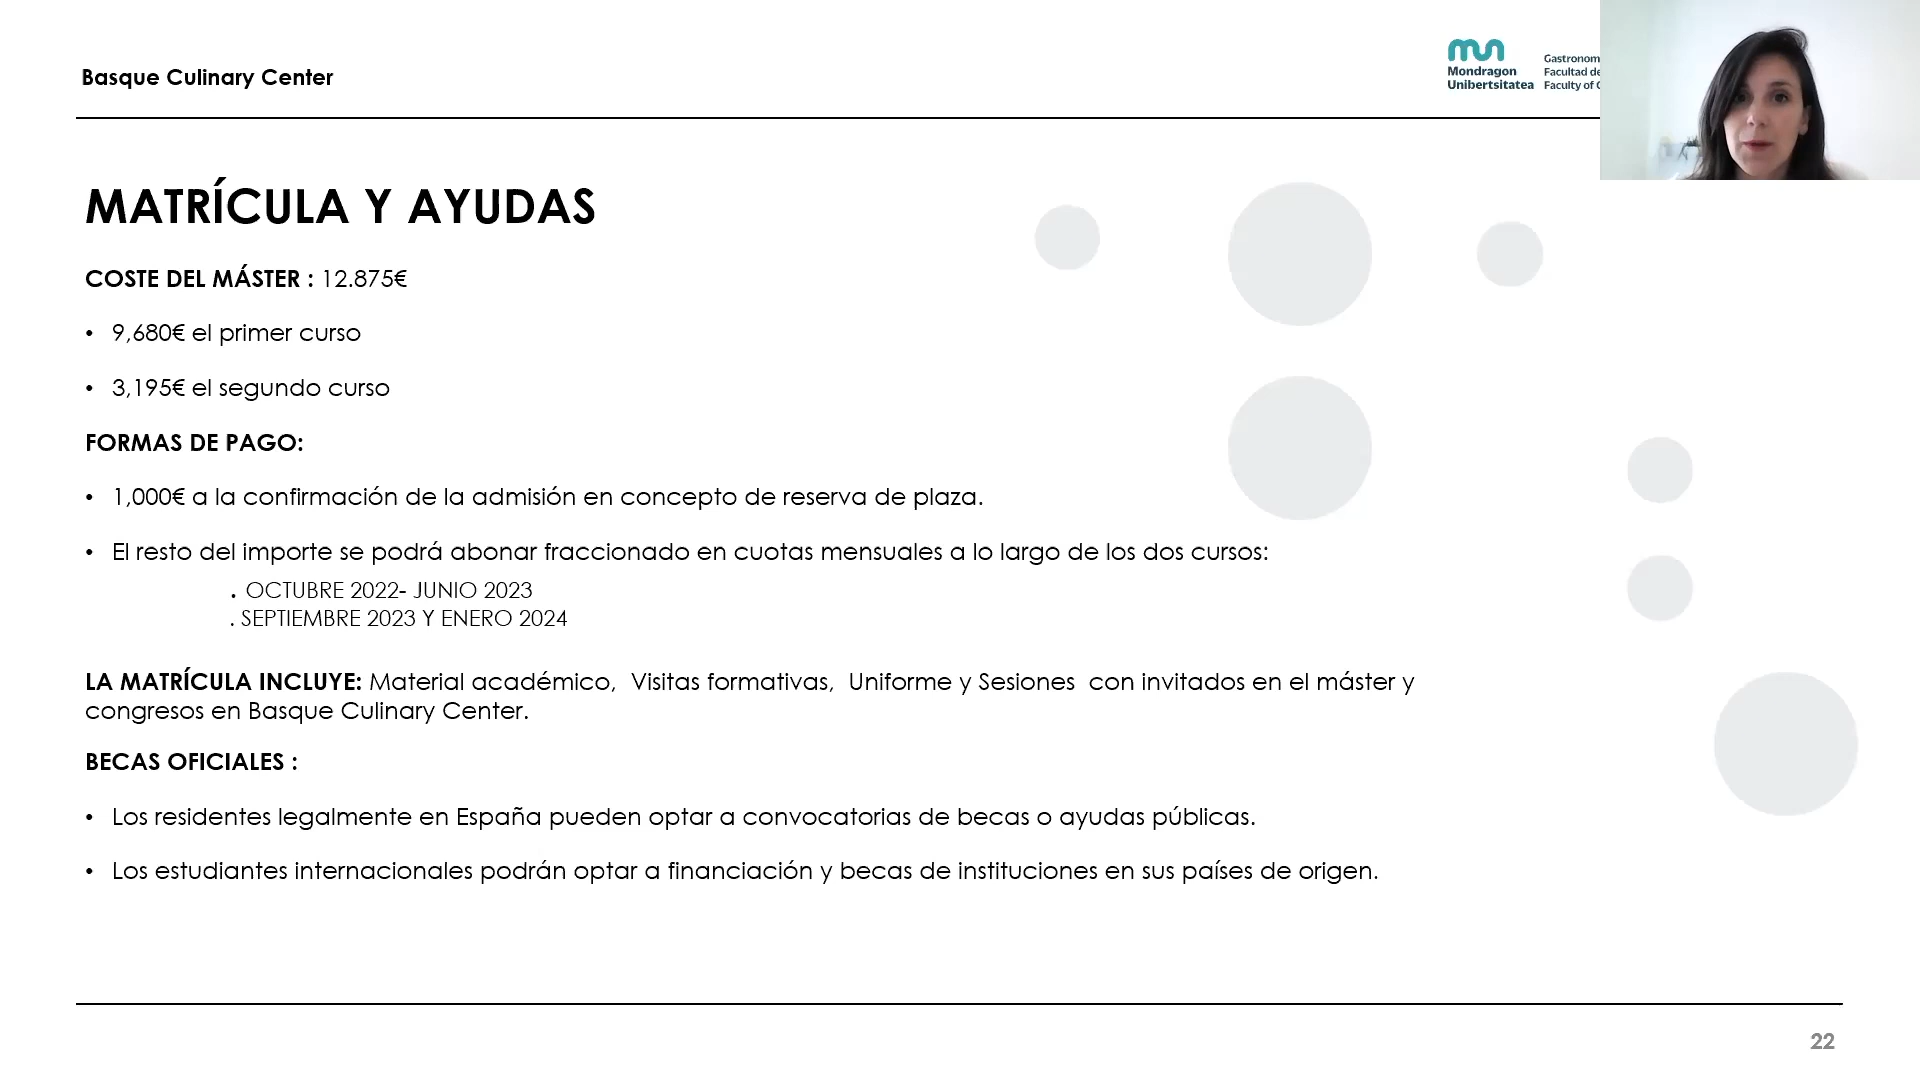 Basque Culinary Center
Mondragon
Unibertsitatea
Facultad de
Faculty of
MATRÍCULA Y AYUDAS
COSTE DEL MÁSTER : 12.875€
• 9,680€ el primer curso
• 3,195€ el segundo curso
FORMAS DE PAGO:
• 1,000€ a la confirmación de la admisión en concepto de reserva de plaza.
• El resto del importe se podrá abonar fraccionado en cuotas mensuales a lo largo de los dos cursos:
. OCTUBRE 2022- JUNIO 2023
. SEPTIEMBRE 2023 Y ENERO 2024
LA MATRÍCULA INCLUYE: Material académico, Visitas formativas, Uniforme y Sesiones con invitados en el máster y
congresos en Basque Culinary Center.
BECAS OFICIALES :
• Los residentes legalmente en España pueden optar a convocatorias de becas o ayudas públicas.
• Los estudiantes internacionales podrán optar a financiación y becas de instituciones en sus países de origen.
22